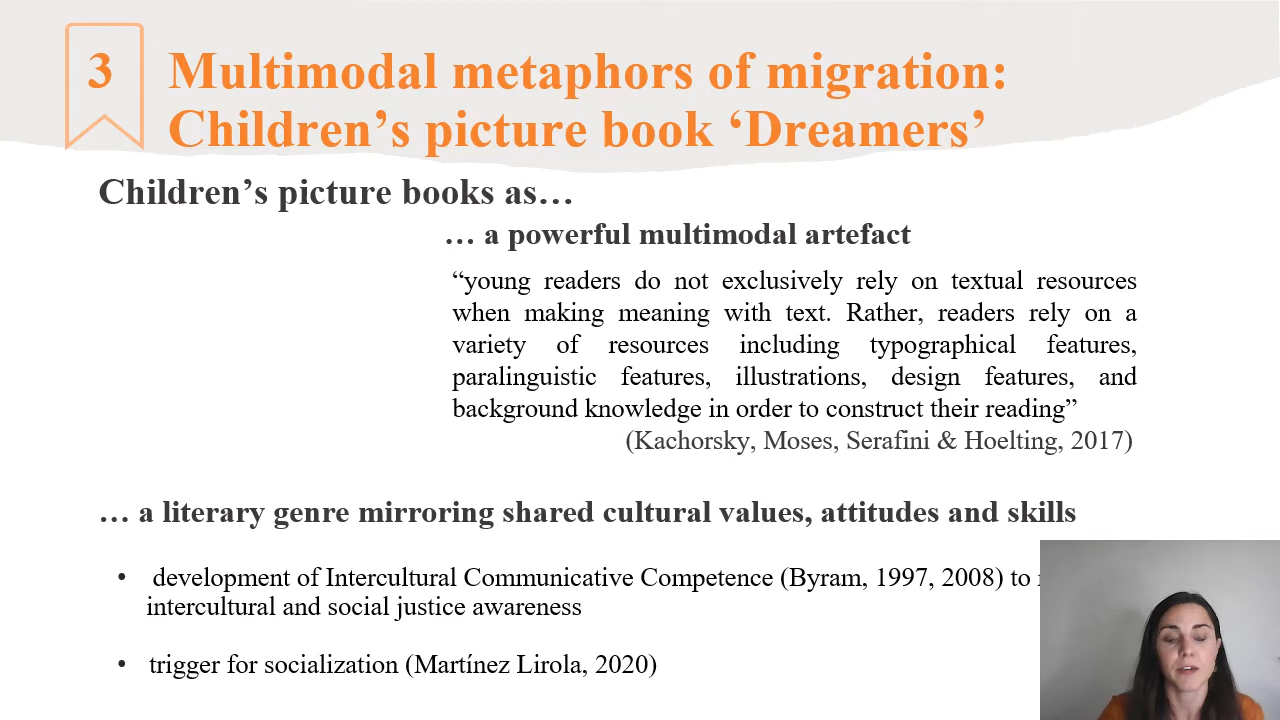 3
Multimodal metaphors of migration:
Children’s picture book ‘Dreamers’
Children’s picture books as…
… a powerful multimodal artefact
“young readers do not exclusively rely on textual resources
when making meaning with text. Rather, readers rely on a
variety of resources including typographical features,
paralinguistic features, illustrations, design features, and
background knowledge in order to construct their reading”
(Kachorsky, Moses, Serafini & Hoelting, 2017)
… a literary genre mirroring shared cultural values, attitudes and skills
• development of Intercultural Communicative Competence (Byram, 1997, 2008) to
intercultural and social justice awareness
• trigger for socialization (Martínez Lirola, 2020)